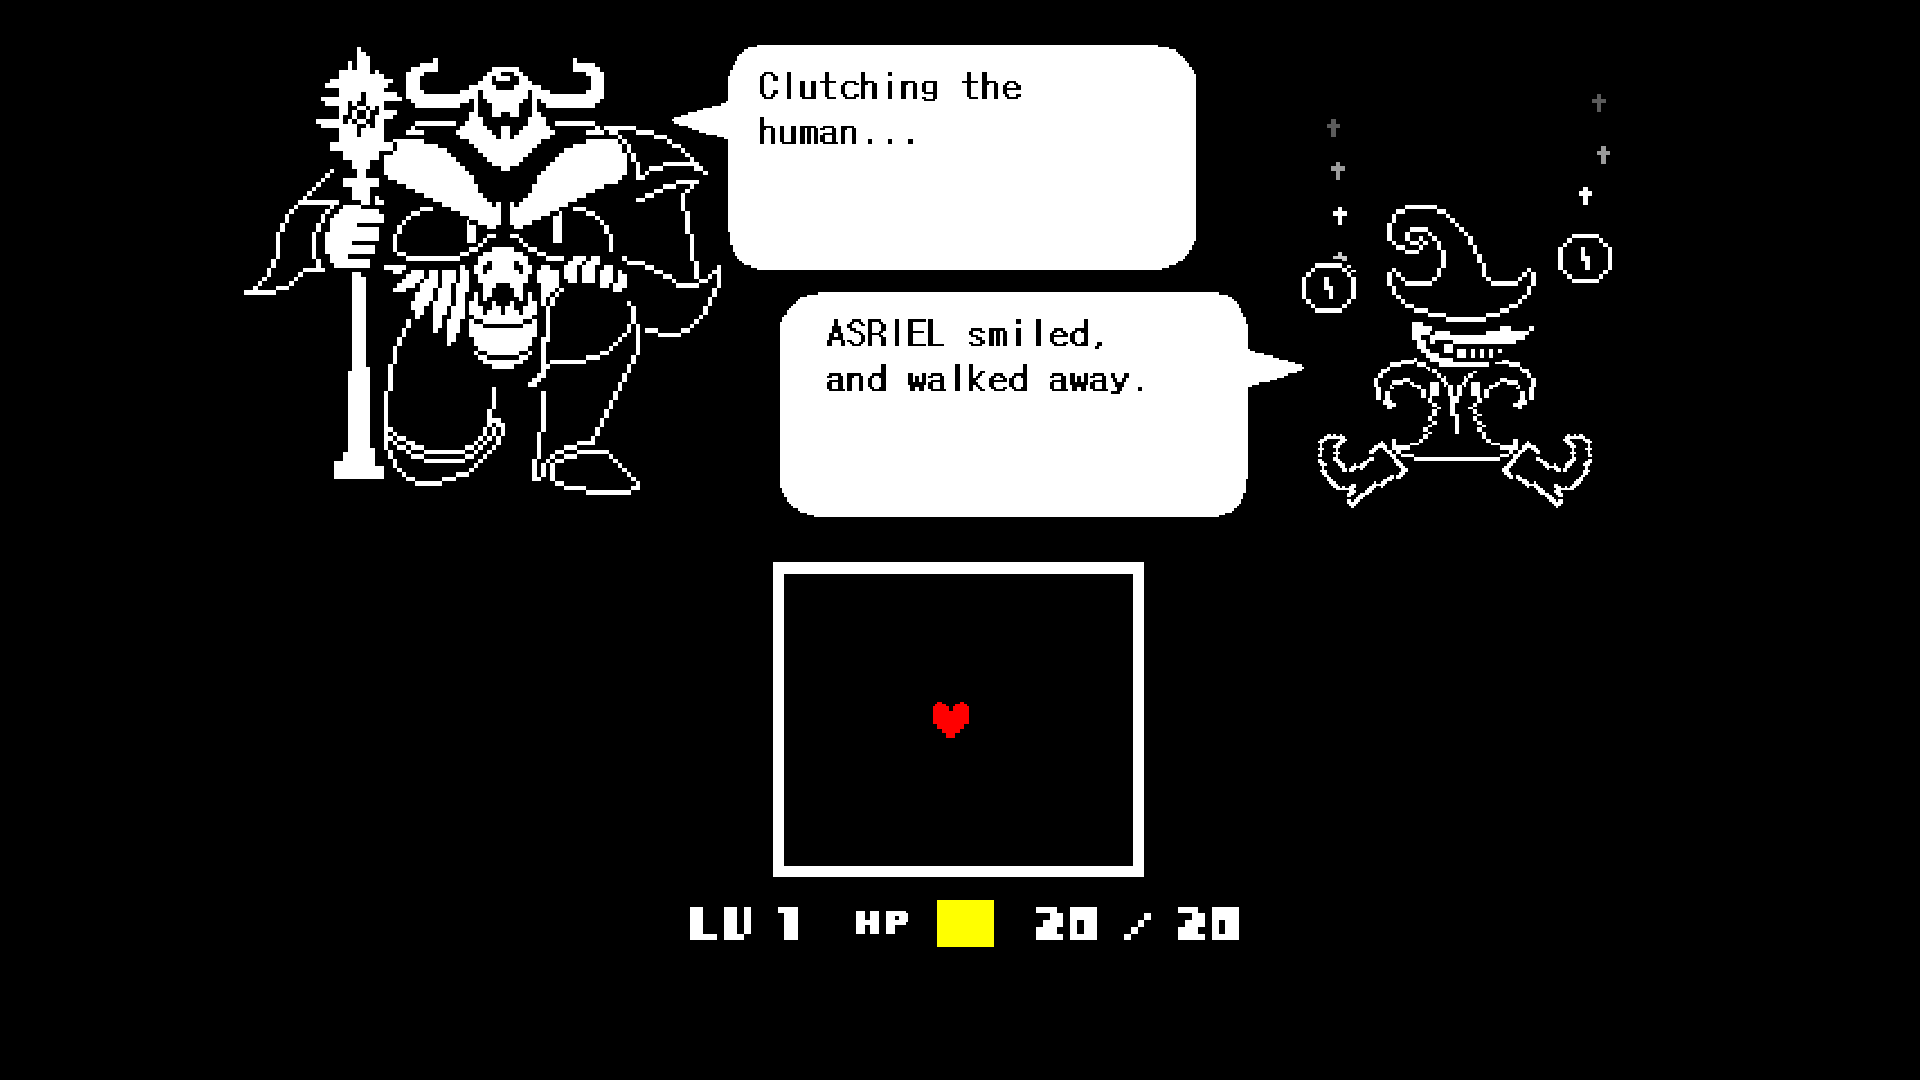 Clutching the
human...
ASRIEL smiled,
and walked away.
LV 1 HP 20 / 20